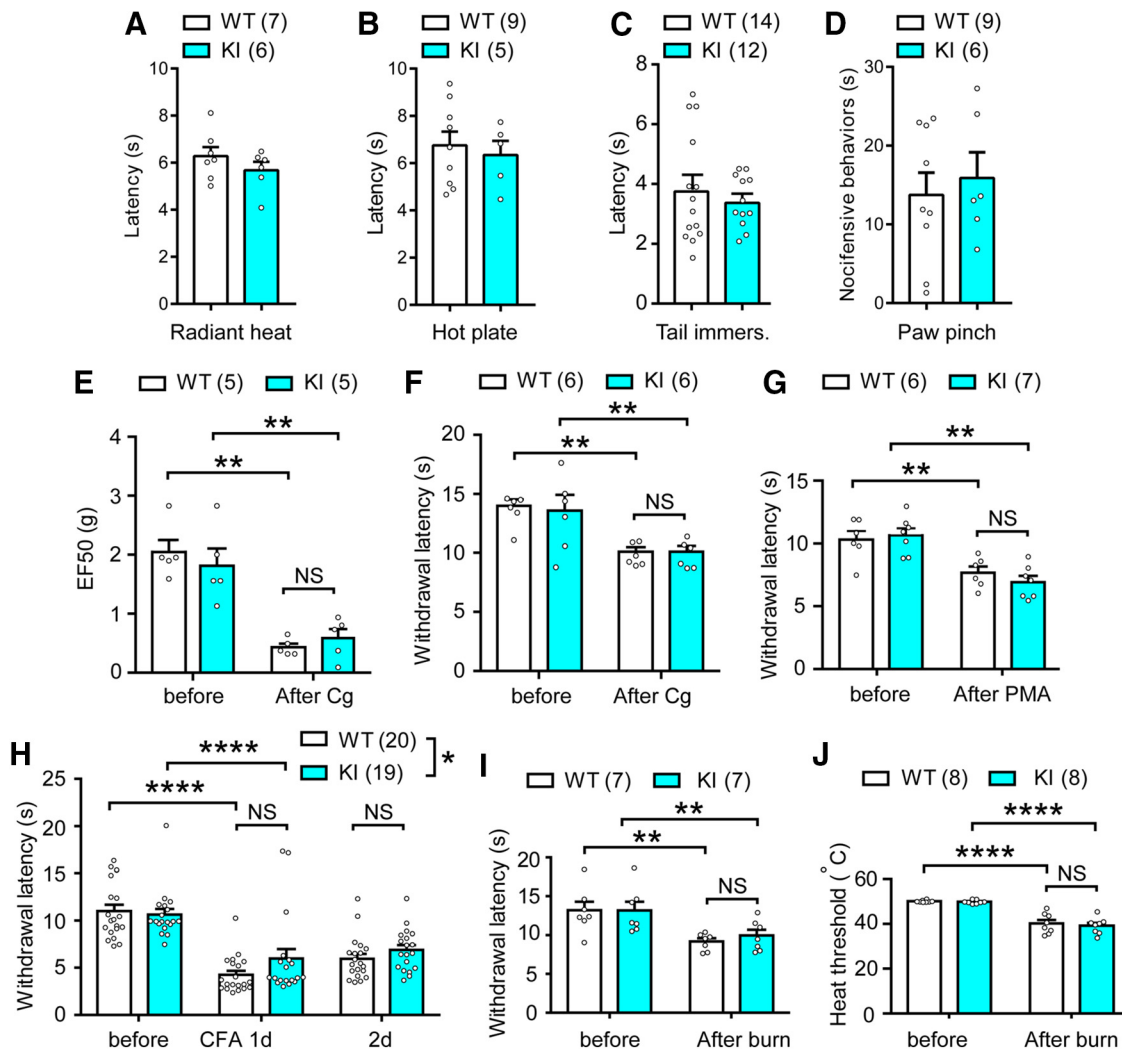 A
WT (7)
KI (6)
Latency (s)
10
8
6
4
2
0
Radiant heat
B
WT (9)
KI (5)
Latency (s)
10
8
6
4
2
0
Hot plate
C
WT (14)
KI (12)
Latency (s)
8
6
4
2
0
Tail immers.
D
WT (9)
KI (6)
Nocifensive behaviors (s)
30
20
10
0
Paw pinch
E
WT (5) KI (5)
EF50 (g)
4
3
2
1
0
**
**
NS
before After Cg
F
WT (6) KI (6)
Withdrawal latency (s)
20
15
10
5
0
**
**
NS
before After Cg
G
WT (6) KI (7)
Withdrawal latency (s)
15
10
5
0
**
**
NS
before After PMA
H
WT (20)
KI (19)
*
Withdrawal latency (s)
25
20
15
10
5
0
****
****
NS NS
before CFA 1d 2d
I
WT (7) KI (7)
Withdrawal latency (s)
20
15
10
5
0
**
**
NS
before After burn
J
WT (8) KI (8)
Heat threshold (°C)
60
40
20
0
****
****
NS
before After burn